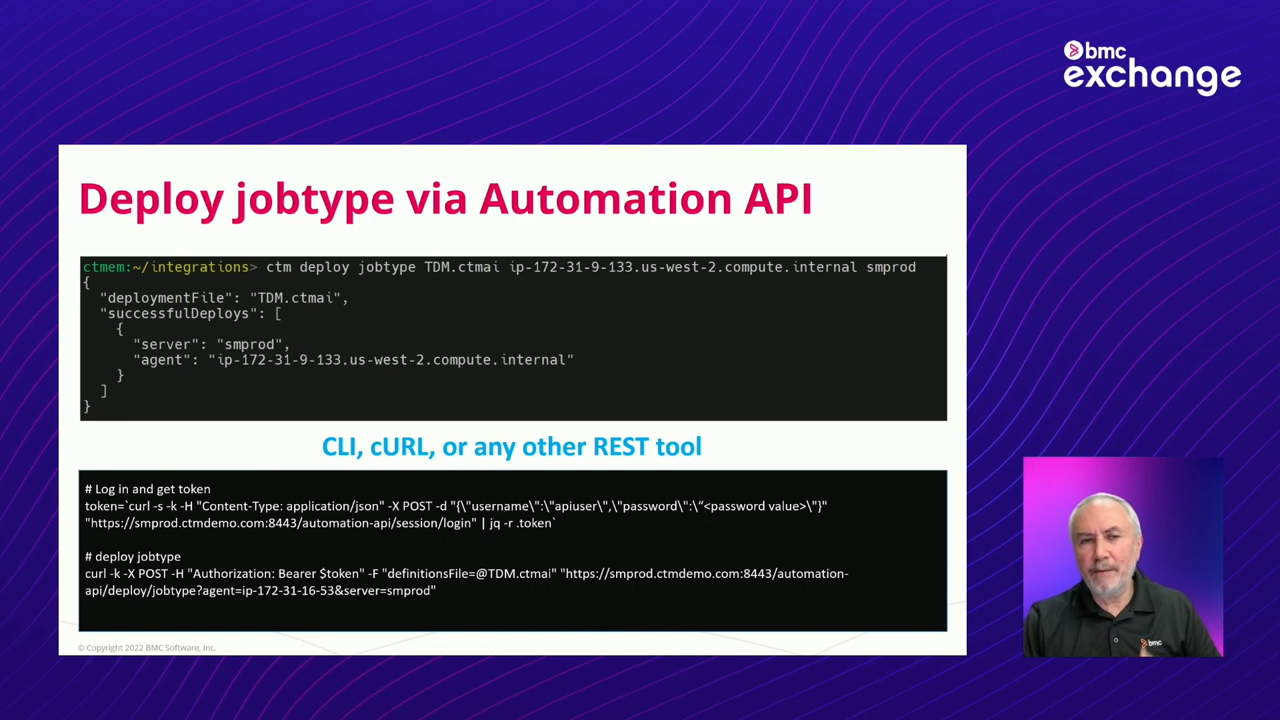 bmc
exchange
Deploy jobtype via Automation API
ctmem:~/integrations> ctm deploy jobtype TDM.ctmai ip-172-31-9-133.us-west-2.compute.internal smprod
{
"deploymentFile": "TDM.ctmai",
"successfulDeploys": [
{
"server": "smprod",
"agent": "ip-172-31-9-133.us-west-2.compute.internal"
}
]
}
CLI, cURL, or any other REST tool
# Log in and get token
token=`curl -s -k -H "Content-Type: application/json" -X POST -d "{\"username\":\"apiuser\",\"password\":\“<password value>\"}"
"https://smprod.ctmdemo.com:8443/automation-api/session/login" | jq -r .token`
# deploy jobtype
curl -k -X POST -H "Authorization: Bearer $token" -F "definitionsFile=@TDM.ctmai" "https://smprod.ctmdemo.com:8443/automation-
api/deploy/jobtype?agent=ip-172-31-16-53&server=smprod"
© Copyright 2022 BMC Software, Inc.
bmc